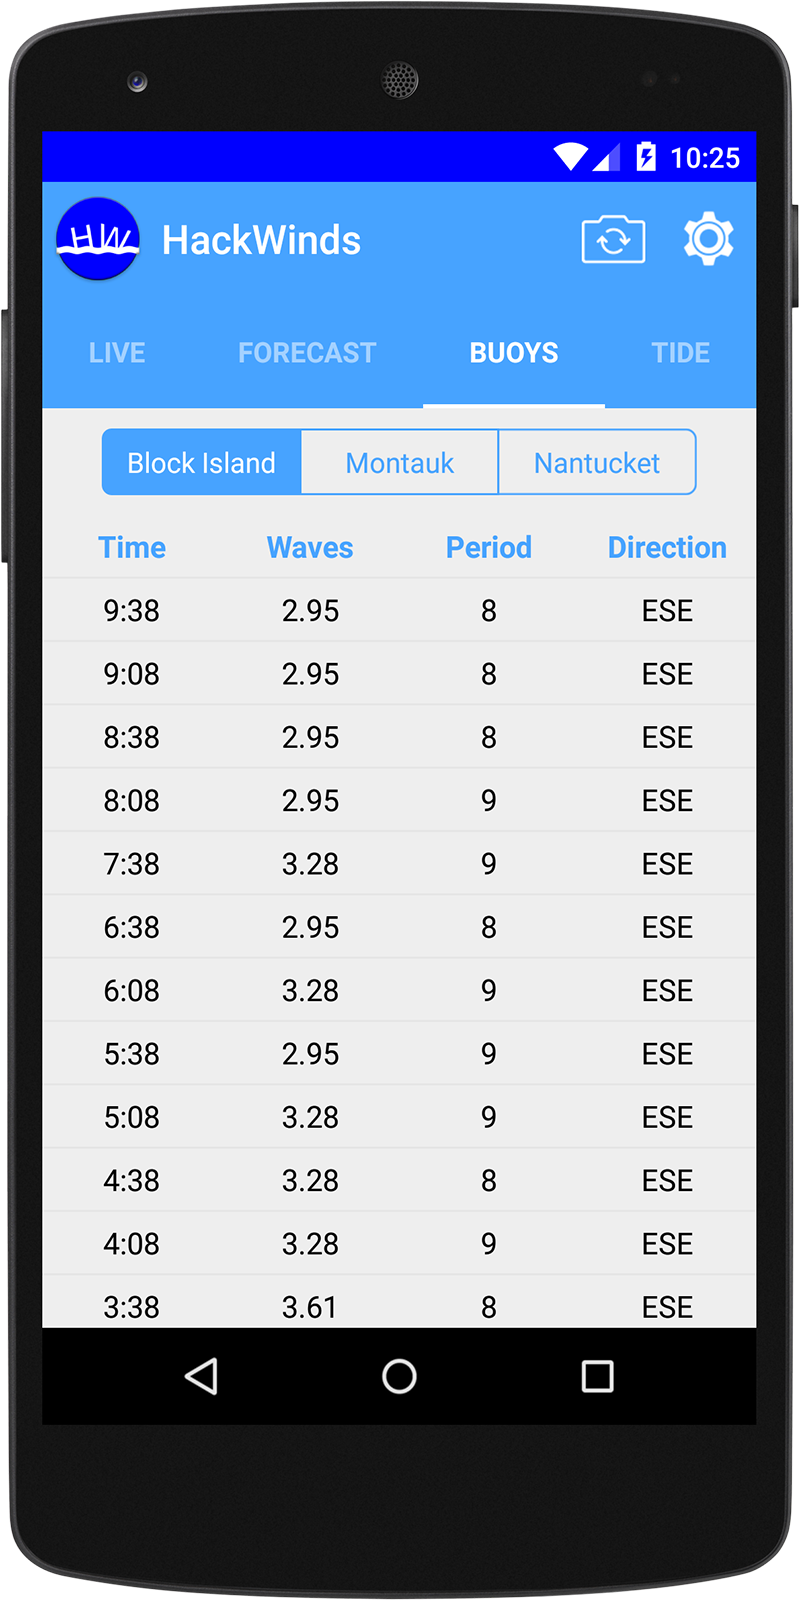 10:25
HW HackWinds
LIVE FORECAST BUOYS TIDE
Block Island Montauk Nantucket
Time Waves Period Direction
9:38 2.95 8 ESE
9:08 2.95 8 ESE
8:38 2.95 8 ESE
8:08 2.95 9 ESE
7:38 3.28 9 ESE
6:38 2.95 8 ESE
6:08 3.28 9 ESE
5:38 2.95 9 ESE
5:08 3.28 9 ESE
4:38 3.28 8 ESE
4:08 3.28 9 ESE
3:38 3.61 8 ESE